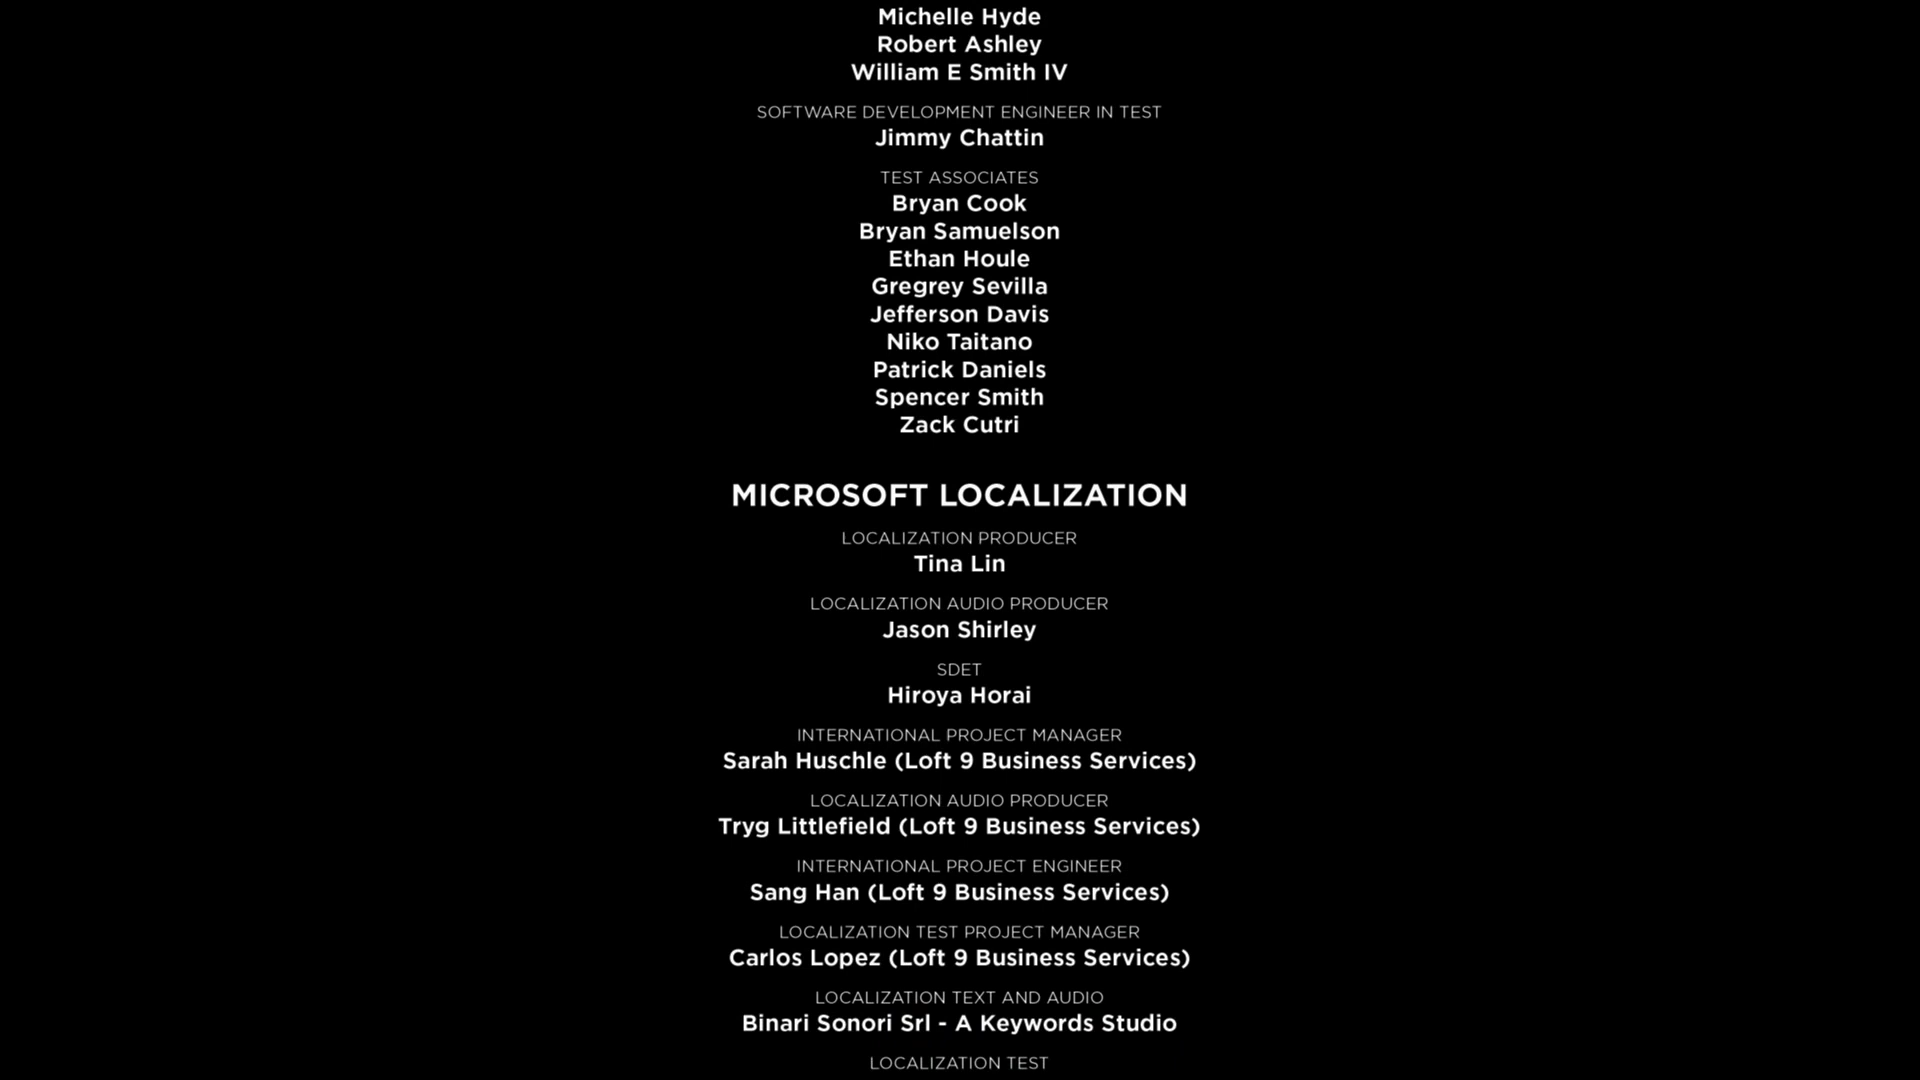 Michelle Hyde
Robert Ashley
William E Smith IV
SOFTWARE DEVELOPMENT ENGINEER IN TEST
Jimmy Chattin
TEST ASSOCIATES
Bryan Cook
Bryan Samuelson
Ethan Houle
Gregrey Sevilla
Jefferson Davis
Niko Taitano
Patrick Daniels
Spencer Smith
Zack Cutri
MICROSOFT LOCALIZATION
LOCALIZATION PRODUCER
Tina Lin
LOCALIZATION AUDIO PRODUCER
Jason Shirley
SDET
Hiroya Horai
INTERNATIONAL PROJECT MANAGER
Sarah Huschle (Loft 9 Business Services)
LOCALIZATION AUDIO PRODUCER
Tryg Littlefield (Loft 9 Business Services)
INTERNATIONAL PROJECT ENGINEER
Sang Han (Loft 9 Business Services)
LOCALIZATION TEST PROJECT MANAGER
Carlos Lopez (Loft 9 Business Services)
LOCALIZATION TEXT AND AUDIO
Binari Sonori Srl - A Keywords Studio
LOCALIZATION TEST